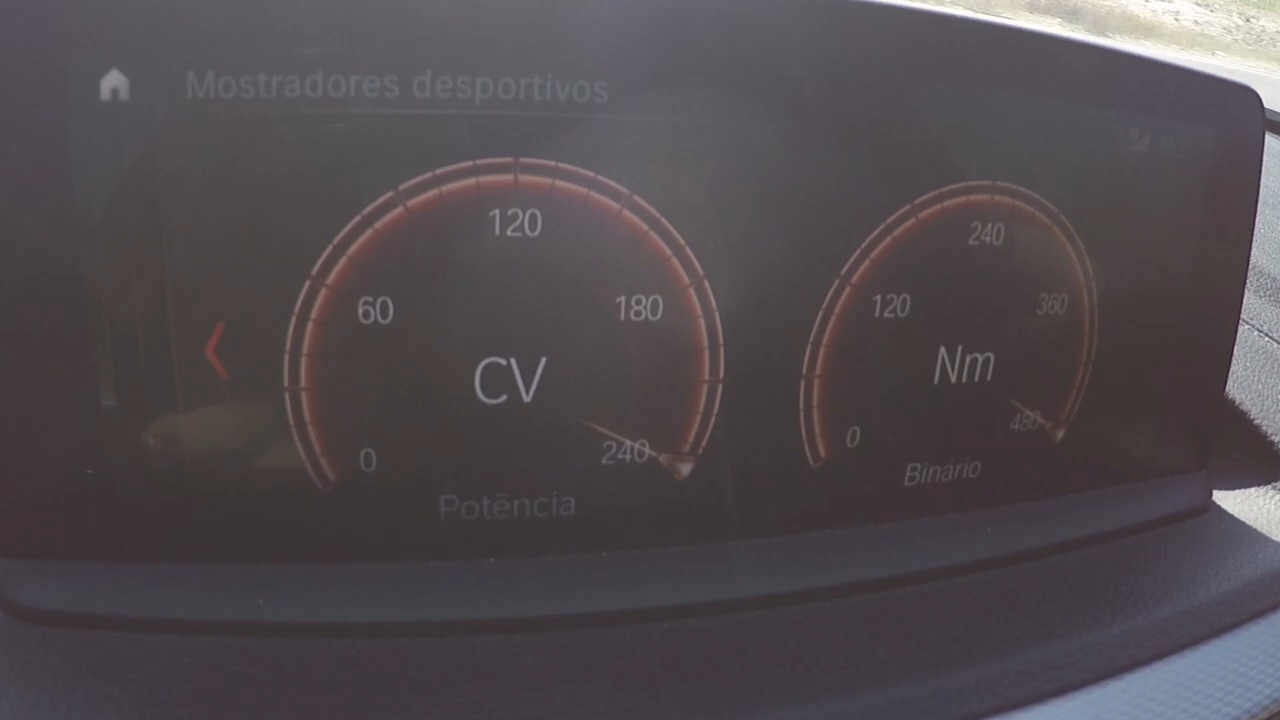 Mostradores desportivos
120
60
180
CV
0
240
Potência
240
120
360
Nm
0
480
Binário